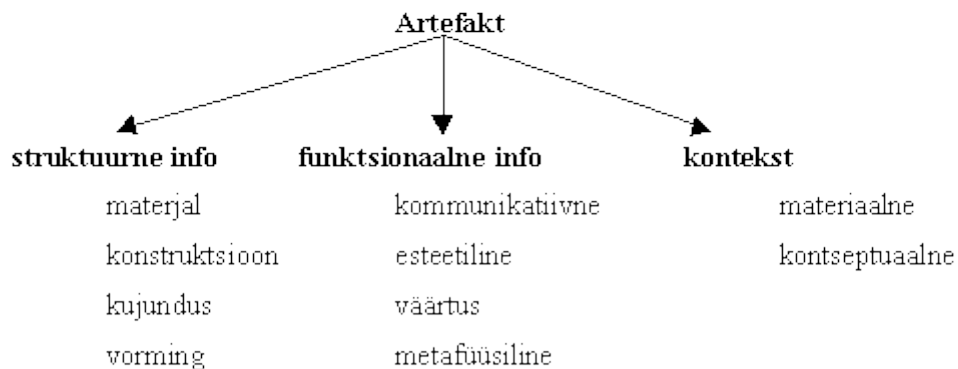 Artefakt
struktuurne info funktsionaalne info kontekst
materjal kommunikatiivne materiaalne
konstruktsioon esteetiline kontseptuaalne
kujundus väärtus
vorming metafüüsiline